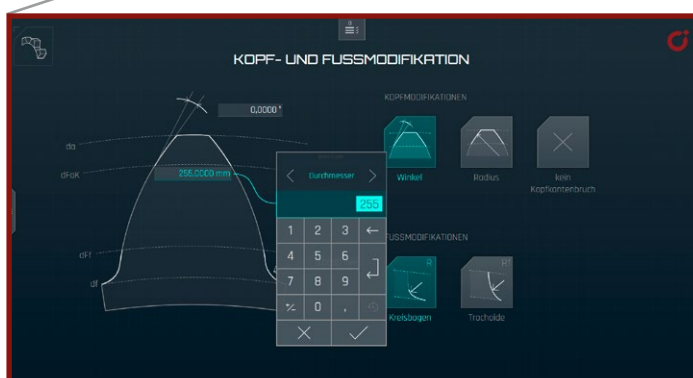 KOPF- UND FUSSMODIFIKATION
0,0000 °
KOPFMODIFIKATIONEN
da
dFaK
255,0000 mm
Durchmesser
255
Winkel
Radius
kein
Kopfkantenbruch
1 2 3
4 5 6
7 8 9
0 ,
FUSSMODIFIKATIONEN
dFf
df
R
Kreisbogen
Trochoide